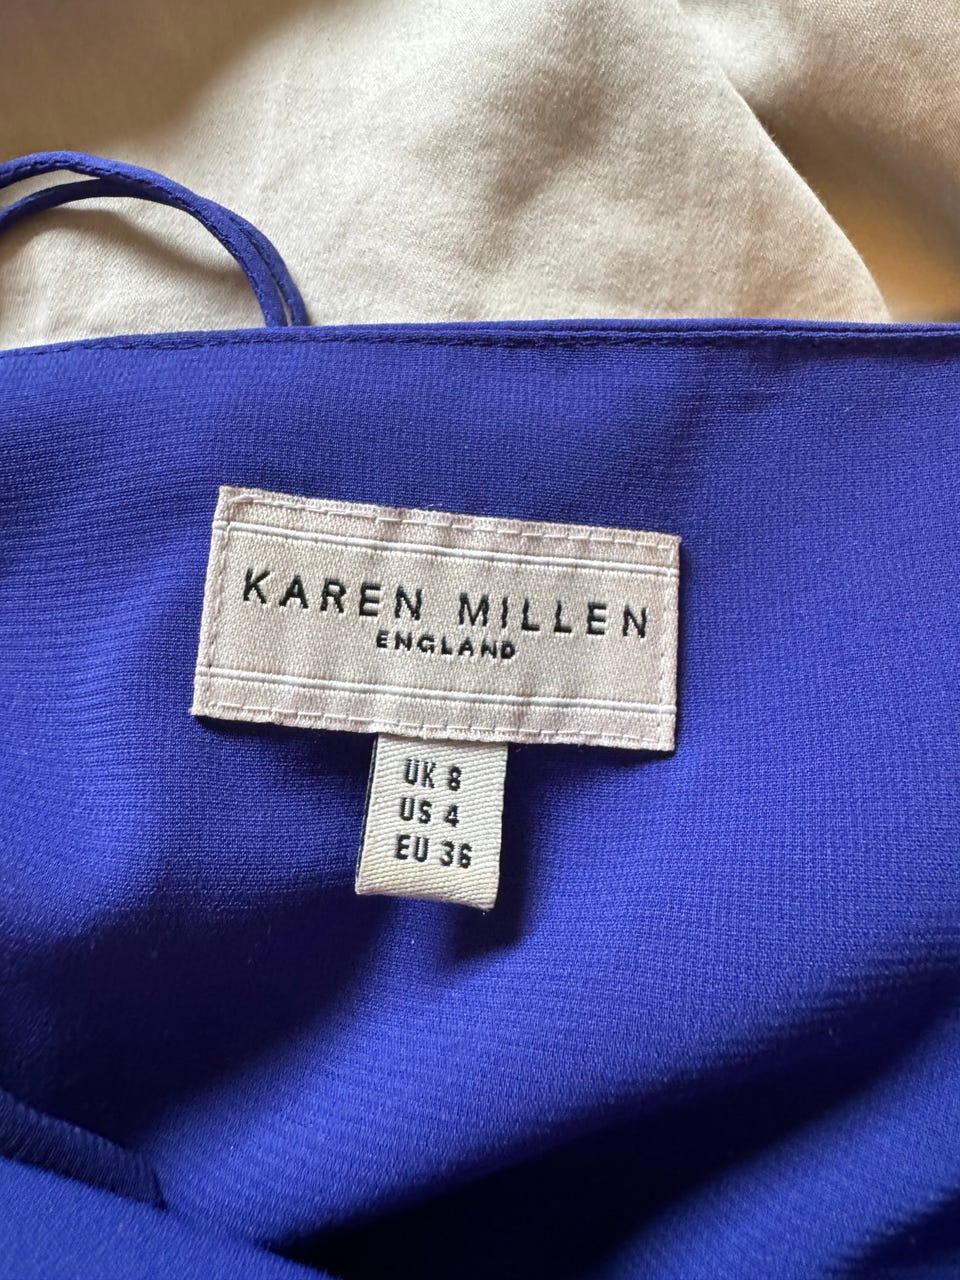 KAREN MILLEN
ENGLAND
UK 8
US 4
EU 36